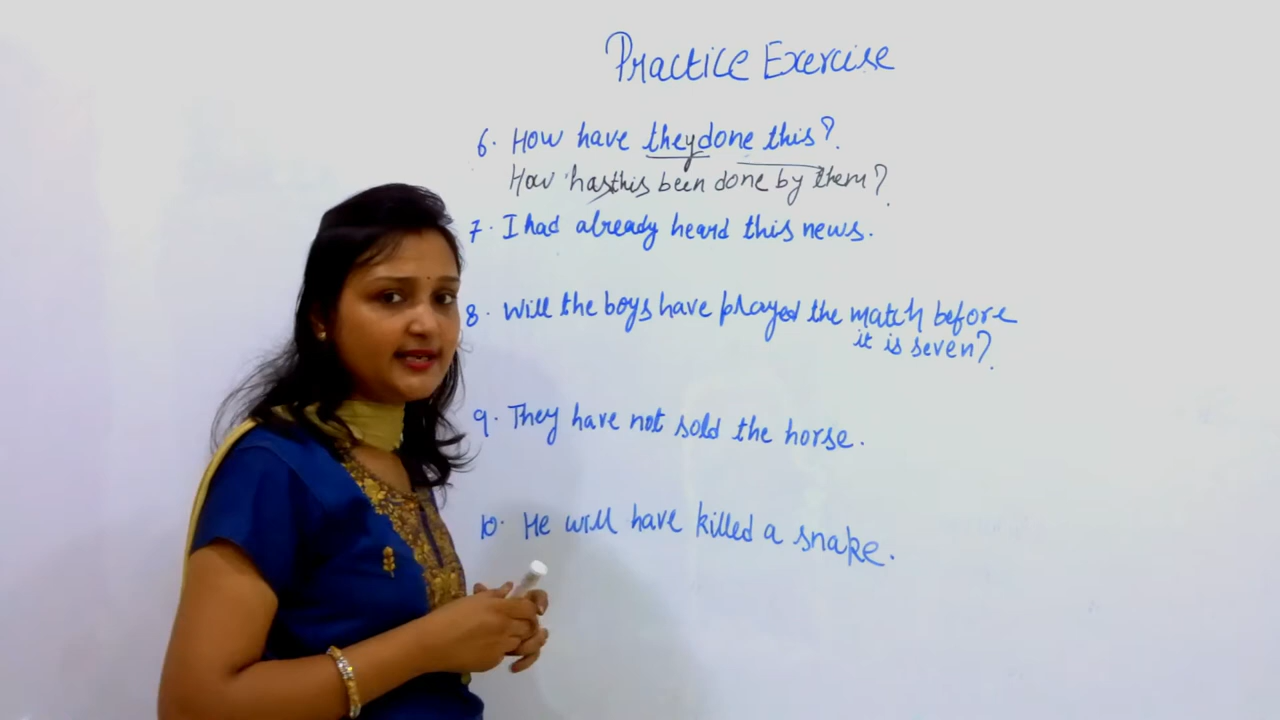 Practice Exercise
6. How have they done this?
How has this been done by them?
7. I had already heard this news.
8. Will the boys have played the match before
it is seven?
9. They have not sold the horse.
10. He will have killed a snake.